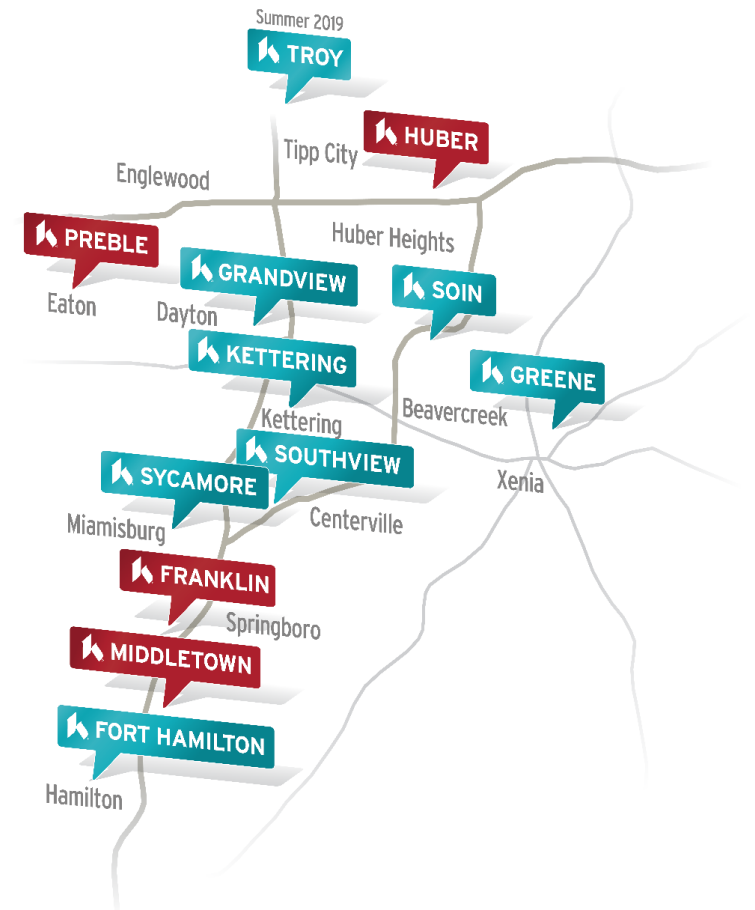 Summer 2019
TROY
HUBER
Tipp City
Englewood
PREBLE
Huber Heights
GRANDVIEW
SOIN
Eaton
Dayton
KETTERING
GREENE
Kettering
Beavercreek
SOUTHVIEW
SYCAMORE
Xenia
Miamisburg
Centerville
FRANKLIN
Springboro
MIDDLETOWN
FORT HAMILTON
Hamilton